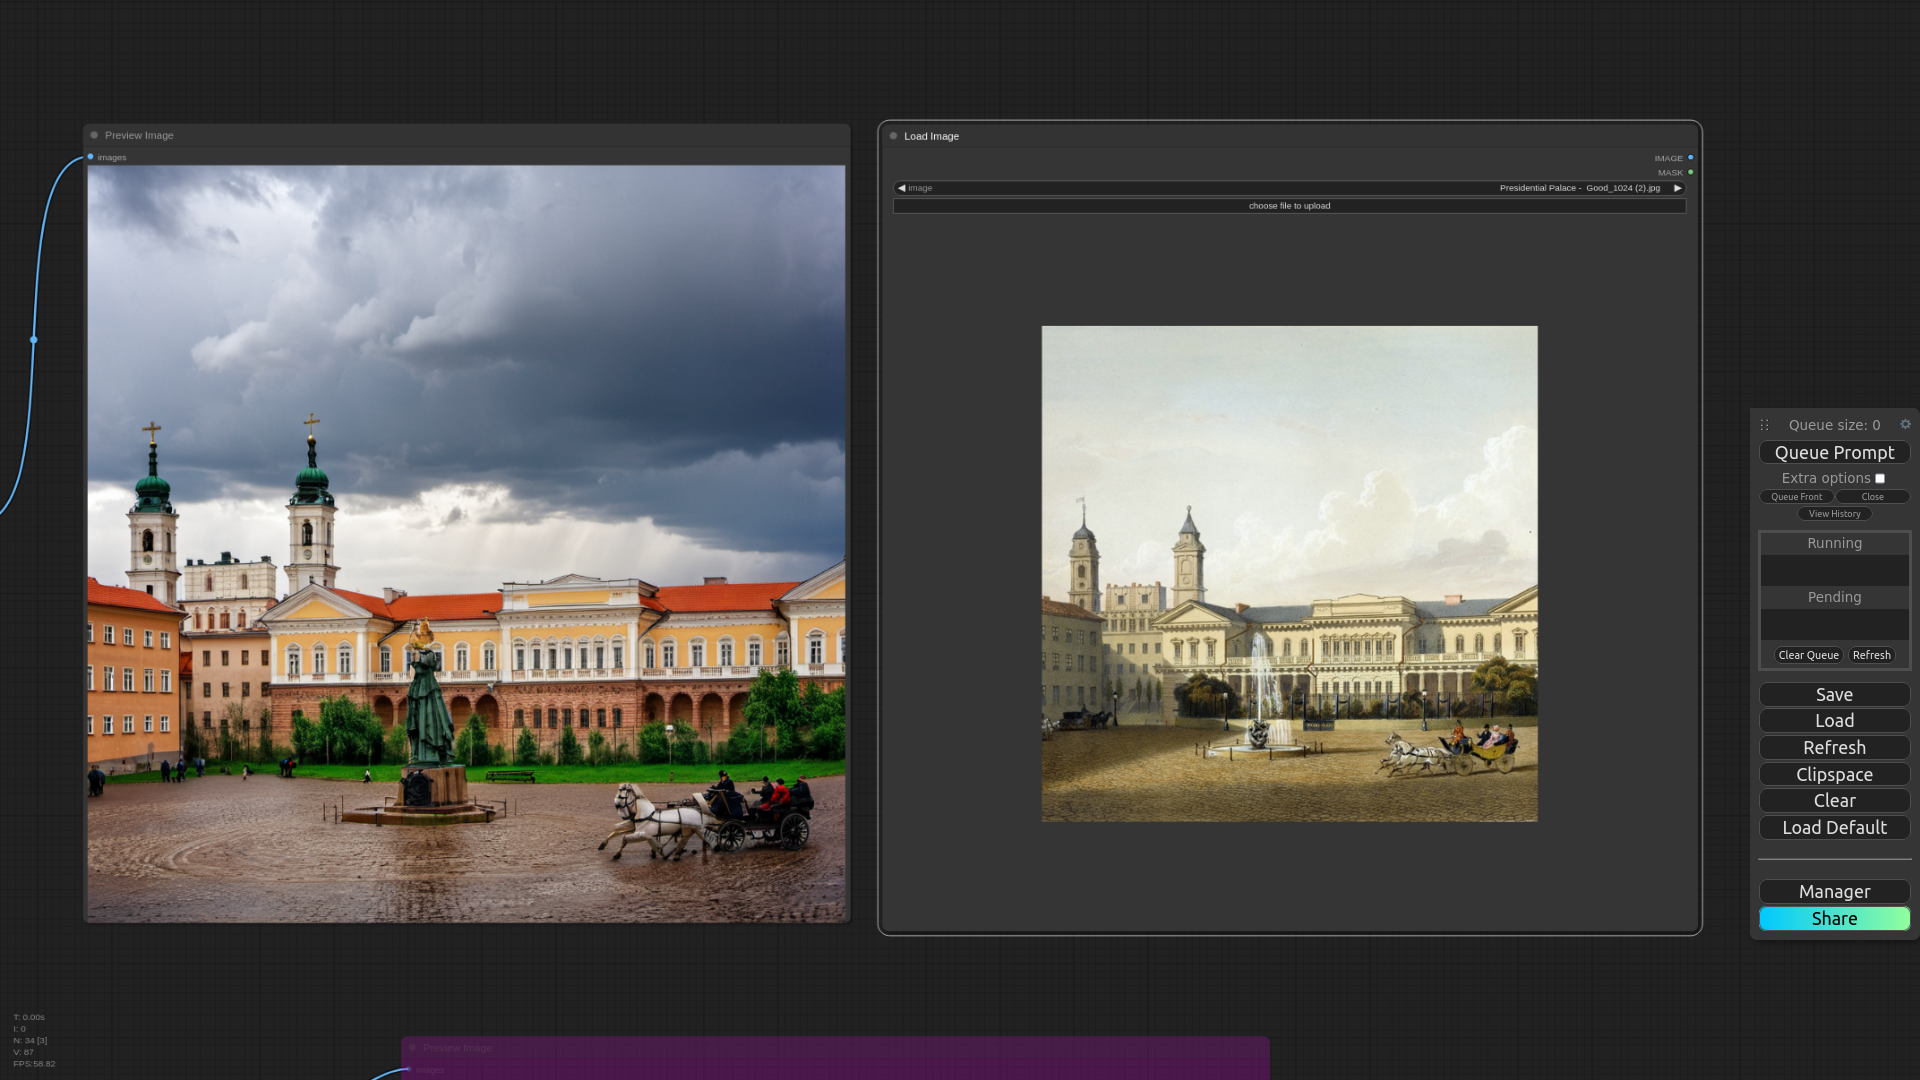 Preview Image
images
Load Image
IMAGE
MASK
image
Presidential Palace - Good_1024 (2).jpg
choose file to upload
Queue size: 0
Queue Prompt
Extra options
Queue Front
Close
View History
Running
Pending
Clear Queue
Refresh
Save
Load
Refresh
Clipspace
Clear
Load Default
Manager
Share
T: 0.00s
I: 0
N: 34 [3]
V: 87
FPS:58.82
Preview Image
images